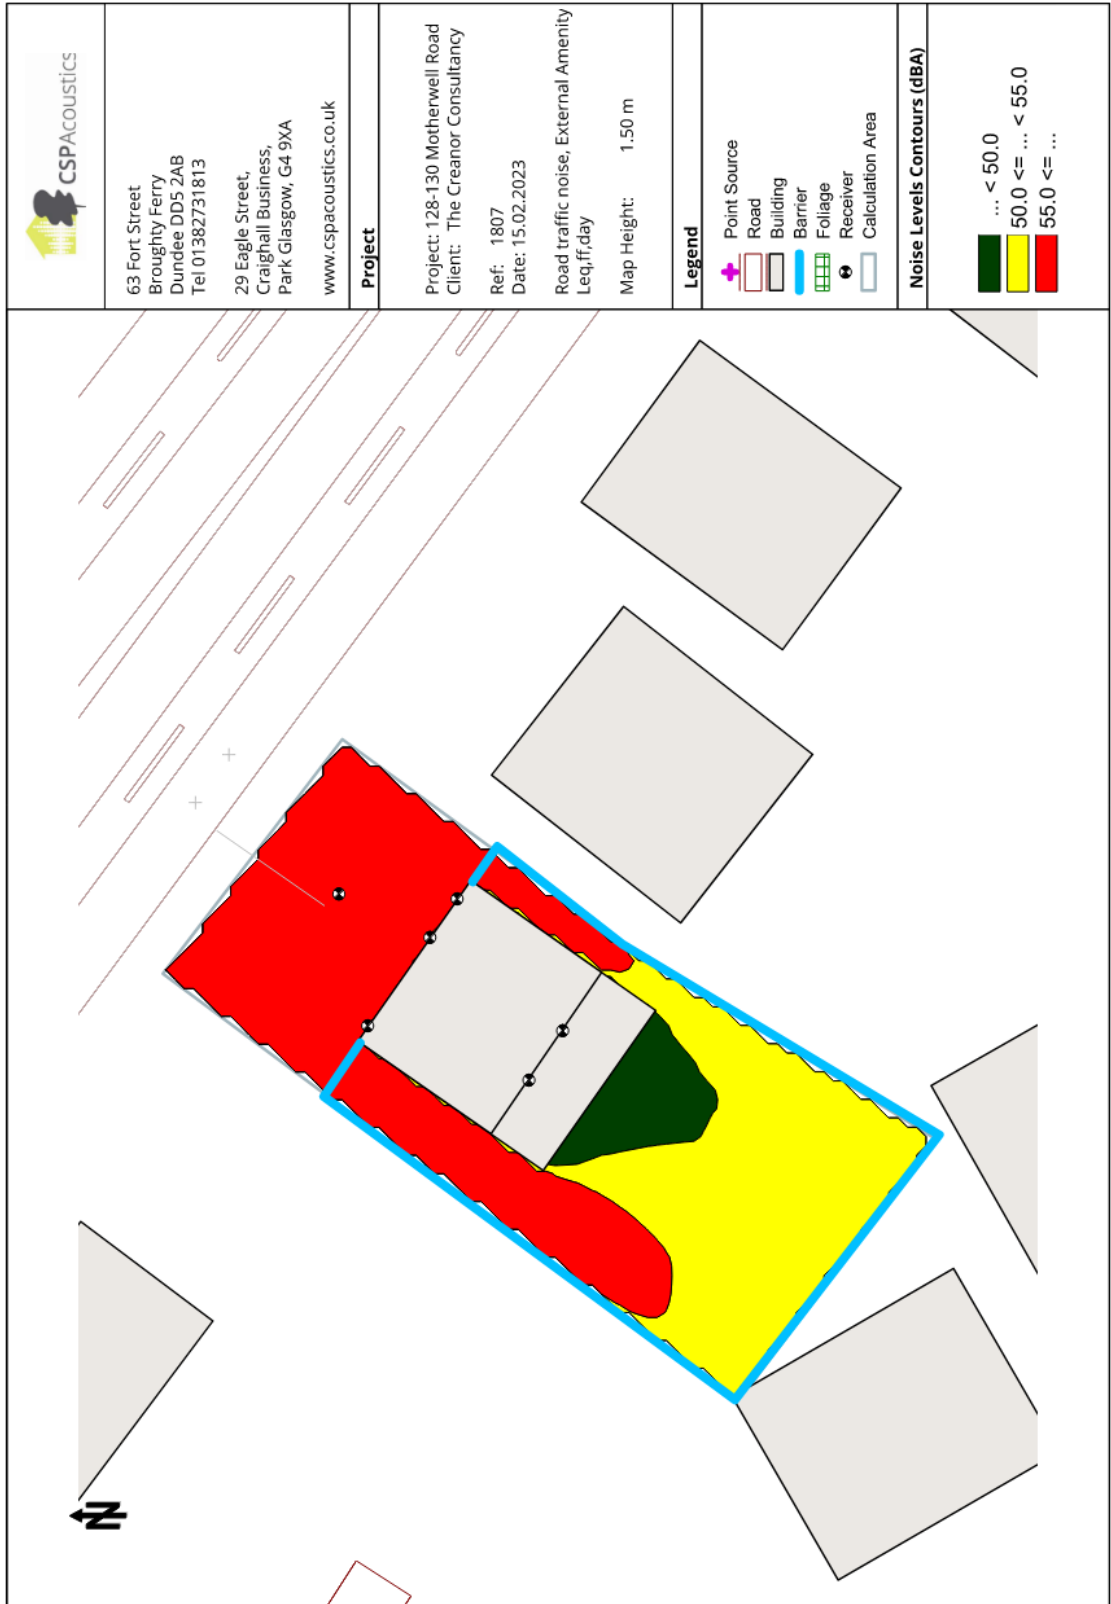 CSPAcoustics
63 Fort Street
Broughty Ferry
Dundee DD5 2AB
Tel 01382731813
29 Eagle Street,
Craighall Business,
Park Glasgow, G4 9XA
www.cspacoustics.co.uk
Project
Project: 128-130 Motherwell Road
Client: The Creanor Consultancy
Ref: 1807
Date: 15.02.2023
Road traffic noise, External Amenity
Leq,ff,day
Map Height: 1.50 m
Legend
Point Source
Road
Building
Barrier
Foliage
Receiver
Calculation Area
Noise Levels Contours (dBA)
... < 50.0
50.0 <= ... < 55.0
55.0 <= ...
N